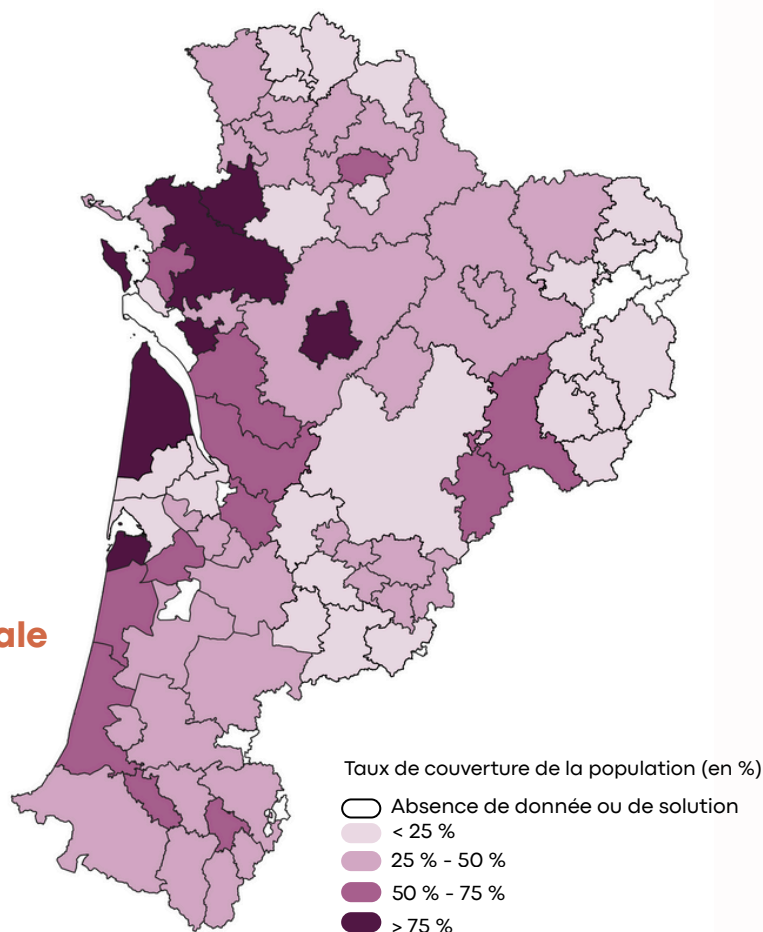 ale
Taux de couverture de la population (en %)
Absence de donnée ou de solution
< 25 %
25 % - 50 %
50 % - 75 %
> 75 %